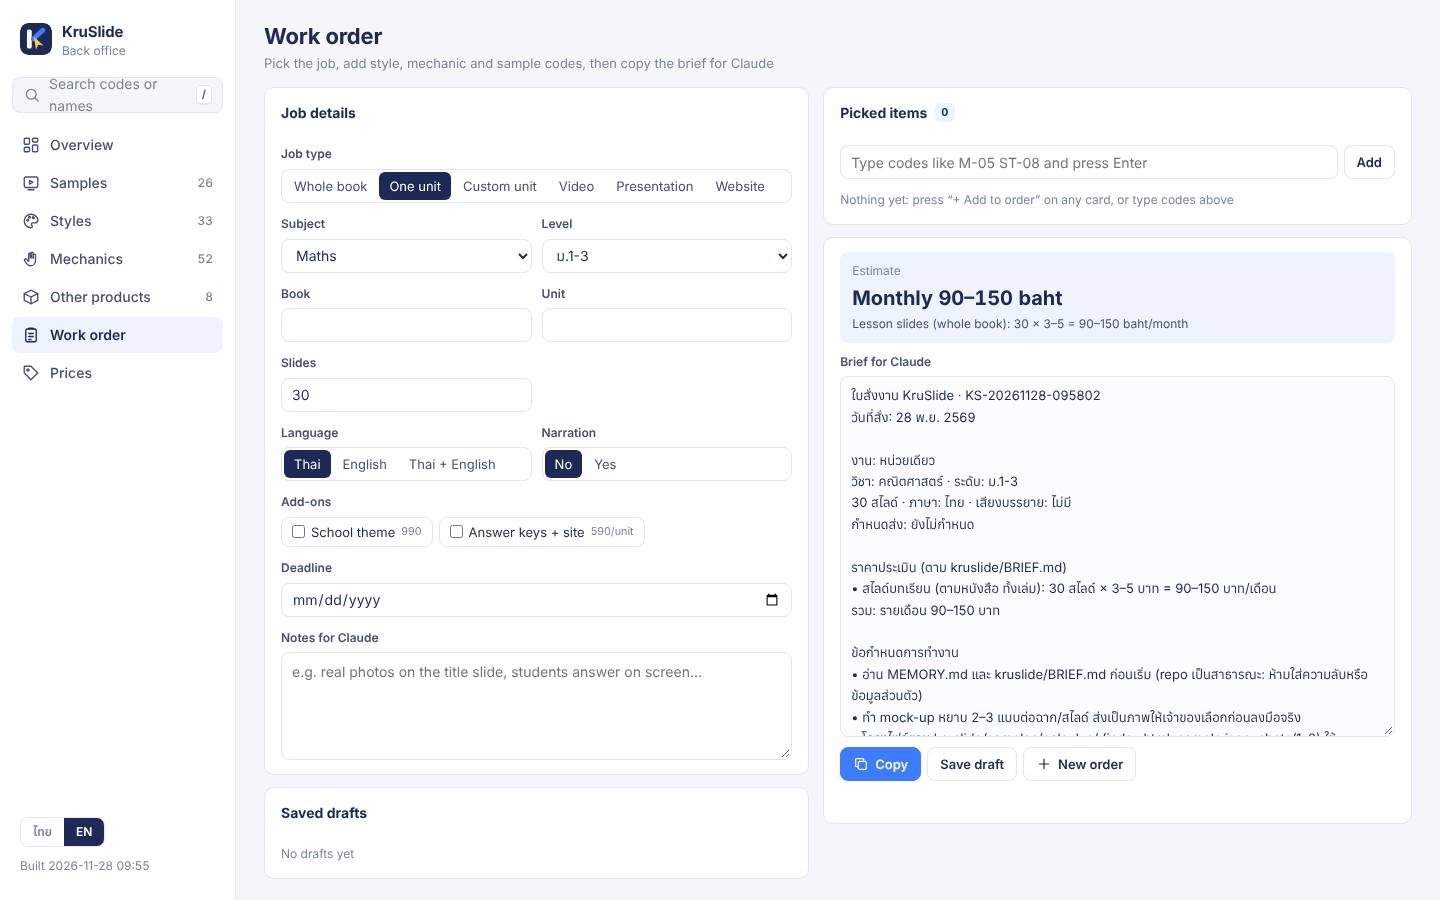 KruSlide
Back office
Search codes or
names
/
Overview
Samples 26
Styles 33
Mechanics 52
Other products 8
Work order
Prices
ไทย EN
Built 2026-11-28 09:55
Work order
Pick the job, add style, mechanic and sample codes, then copy the brief for Claude
Job details
Job type
Whole book One unit Custom unit Video Presentation Website
Subject Level
Maths ม.1-3
Book Unit
Slides
30
Language Narration
Thai English Thai + English No Yes
Add-ons
School theme 990 Answer keys + site 590/unit
Deadline
mm/dd/yyyy
Notes for Claude
e.g. real photos on the title slide, students answer on screen...
Saved drafts
No drafts yet
Picked items 0
Type codes like M-05 ST-08 and press Enter Add
Nothing yet: press “+ Add to order” on any card, or type codes above
Estimate
Monthly 90–150 baht
Lesson slides (whole book): 30 × 3–5 = 90–150 baht/month
Brief for Claude
ใบสั่งงาน KruSlide · KS-20261128-095802
วันที่สั่ง: 28 พ.ย. 2569
งาน: หน่วยเดียว
วิชา: คณิตศาสตร์ · ระดับ: ม.1-3
30 สไลด์ · ภาษา: ไทย · เสียงบรรยาย: ไม่มี
กำหนดส่ง: ยังไม่กำหนด
ราคาประเมิน (ตาม kruslide/BRIEF.md)
• สไลด์บทเรียน (ตามหนังสือ ทั้งเล่ม): 30 สไลด์ × 3–5 บาท = 90–150 บาท/เดือน
รวม: รายเดือน 90–150 บาท
ข้อกำหนดการทำงาน
• อ่าน MEMORY.md และ kruslide/BRIEF.md ก่อนเริ่ม (repo เป็นสาธารณะ: ห้ามใส่ความลับหรือ
ข้อมูลส่วนตัว)
• ทำ mock-up หยาบ 2–3 แบบต่อฉาก/สไลด์ ส่งเป็นภาพให้เจ้าของเลือกก่อนลงมือจริง
Copy Save draft New order